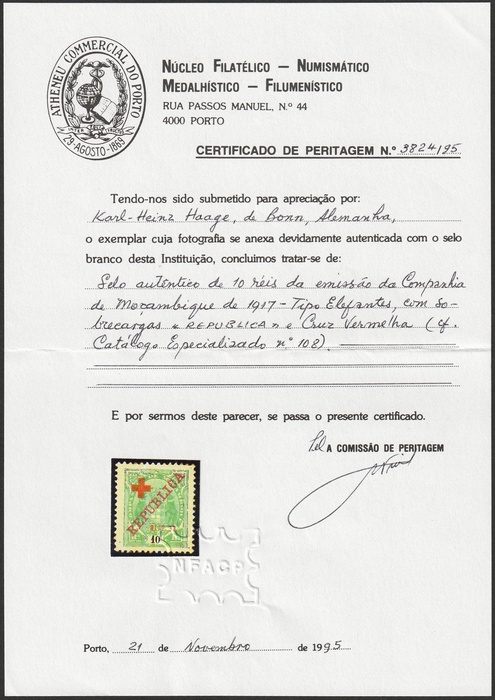 ATHENEU COMMERCIAL DO PORTO
29-AGOSTO-1869
NÚCLEO FILATÉLICO – NUMISMÁTICO
MEDALHÍSTICO – FILUMENÍSTICO
RUA PASSOS MANUEL, N.º 44
4000 PORTO
CERTIFICADO DE PERITAGEM N.º 3824/95
Tendo-nos sido submetido para apreciação por:
Karl-Heinz Haage, de Bonn, Alemanha,
o exemplar cuja fotografia se anexa devidamente autenticada com o selo
branco desta Instituição, concluimos tratar-se de:
Selo autêntico de 10 réis da emissão da Companhia
de Moçambique de 1917 – Tipo Elefantes, com So-
brecargas "REPUBLICA" e Cruz Vermelha (cf.
Catálogo Especializado nº 108).
E por sermos deste parecer, se passa o presente certificado.
Pel A COMISSÃO DE PERITAGEM
REPUBLICA
10
NFACP
Porto, 21 de Novembro de 1995